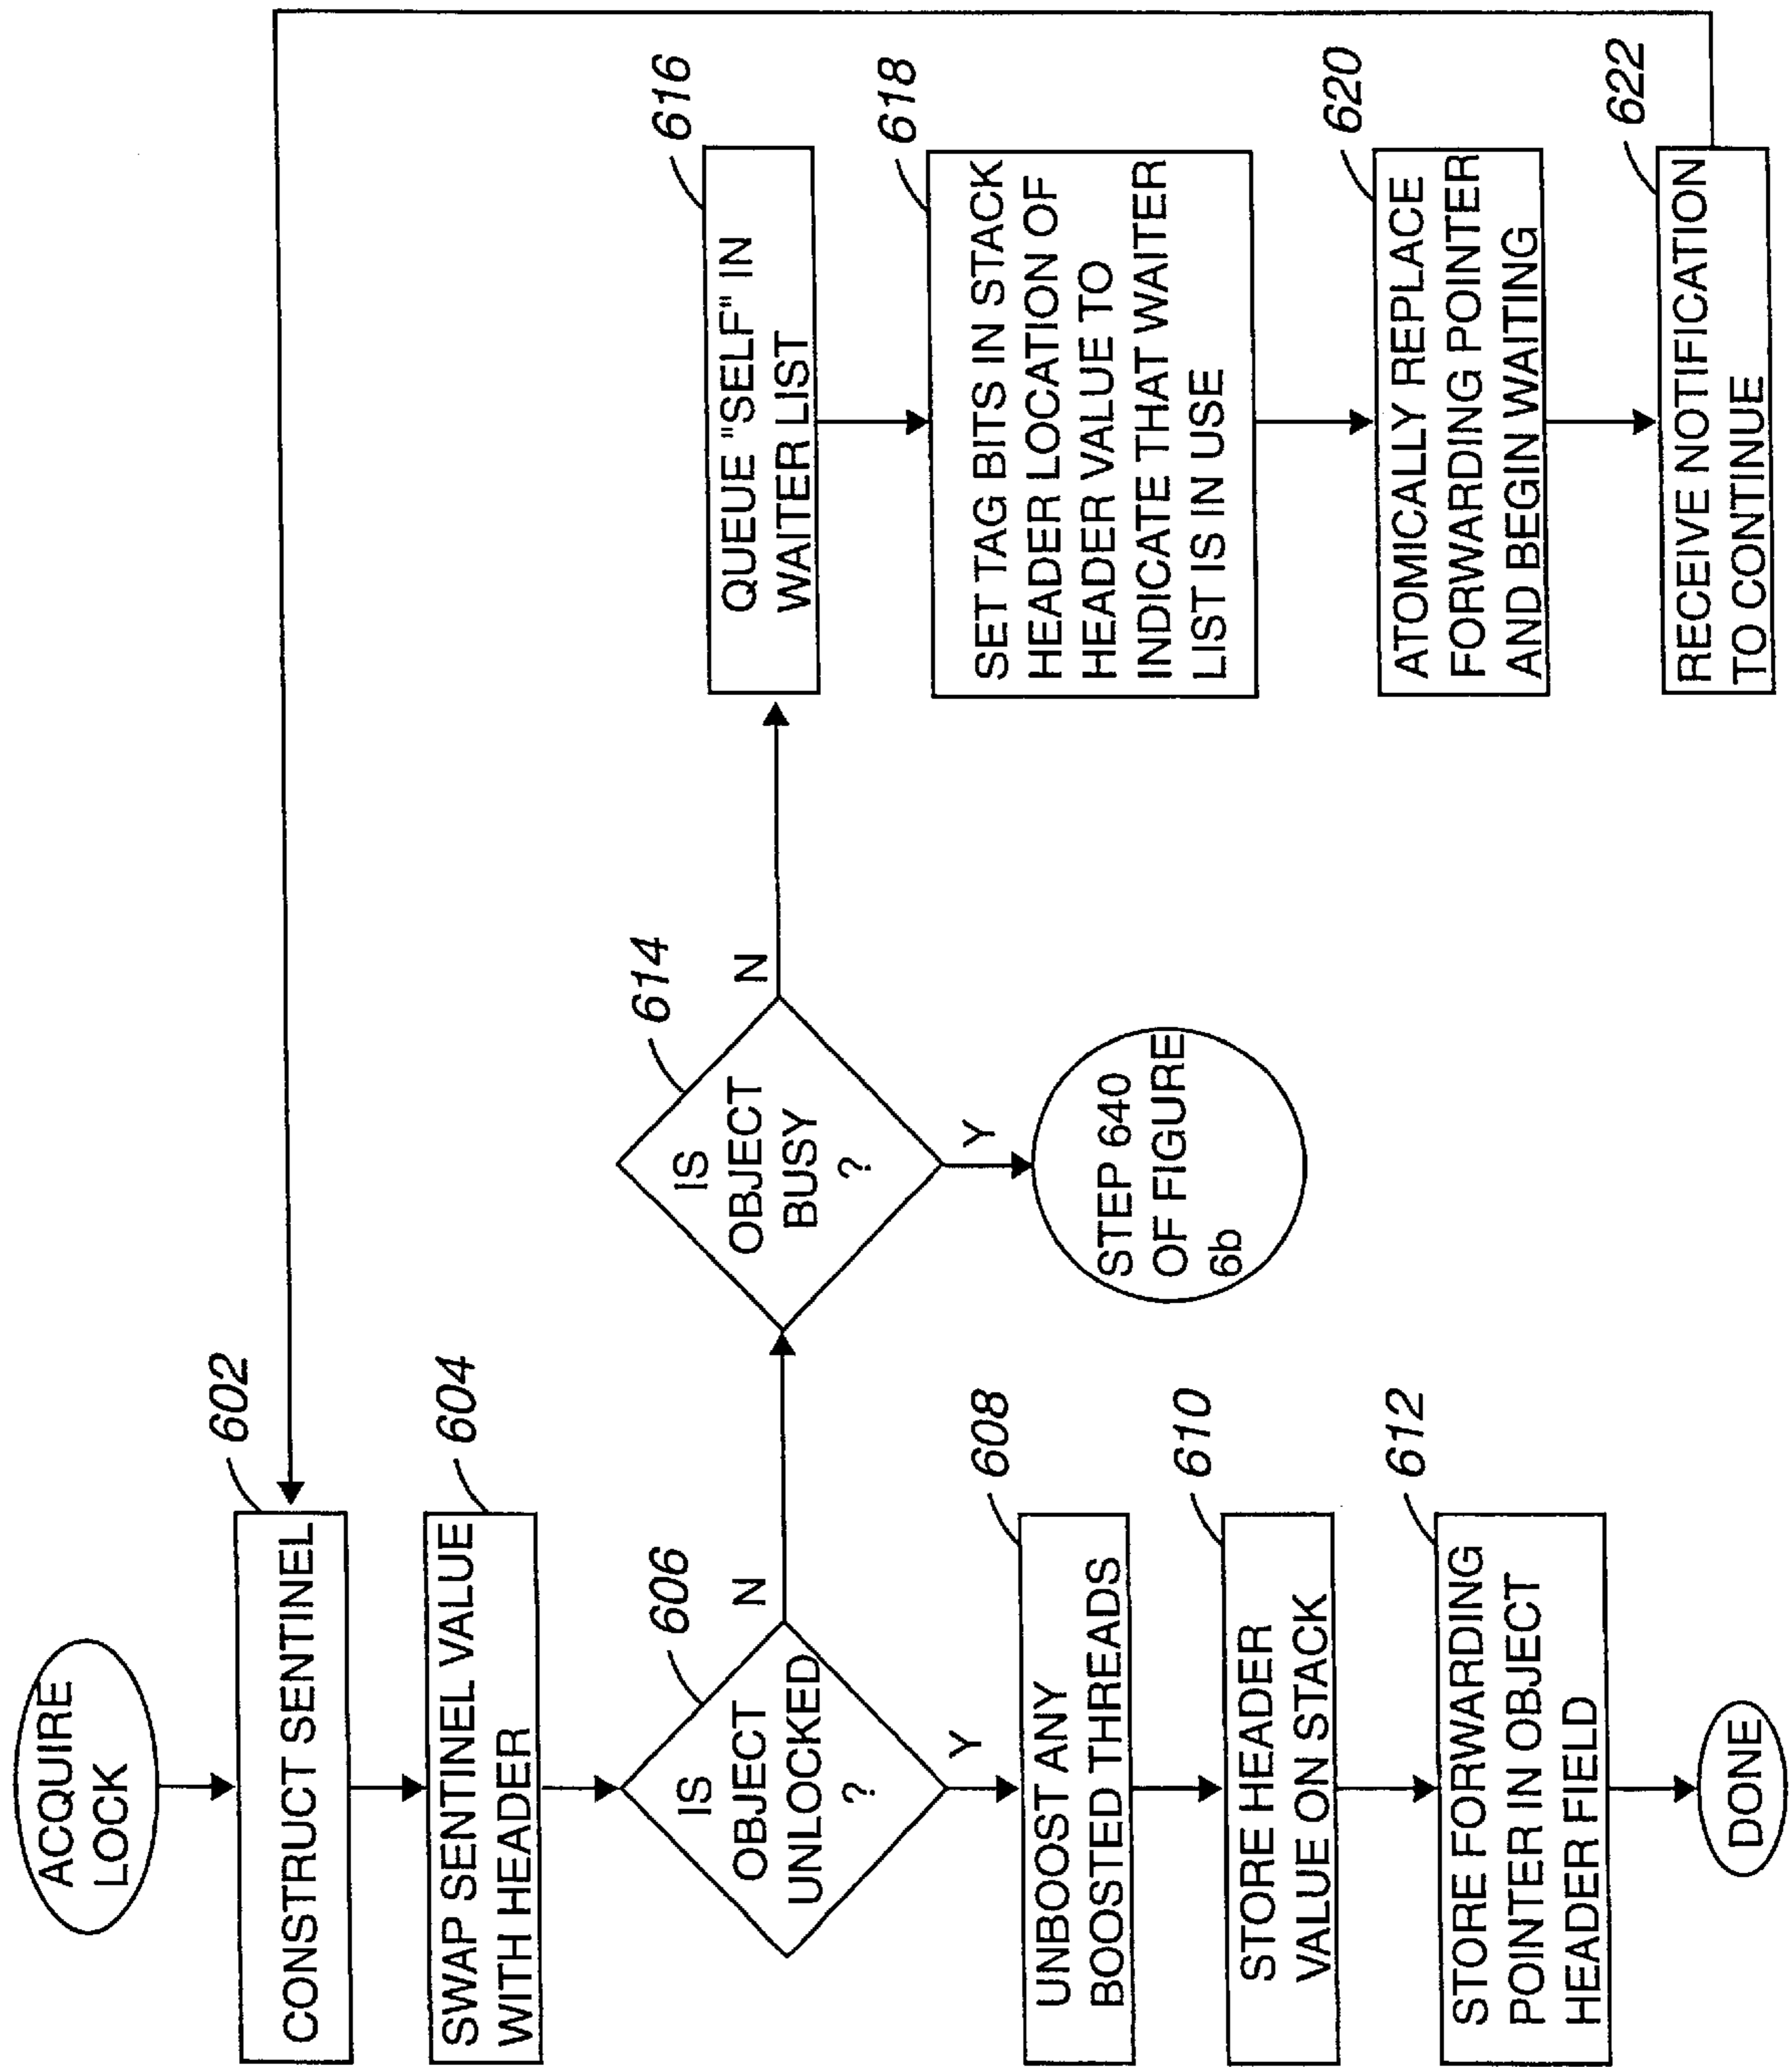 ACQUIRE
LOCK
602
CONSTRUCT SENTINEL
604
SWAP SENTINEL VALUE
WITH HEADER
606
IS
OBJECT
UNLOCKED
?
N
Y
608
UNBOOST ANY
BOOSTED THREADS
610
STORE HEADER
VALUE ON STACK
612
STORE FORWARDING
POINTER IN OBJECT
HEADER FIELD
DONE
614
IS
OBJECT
BUSY
?
N
Y
STEP 640
OF FIGURE
6b
616
QUEUE "SELF" IN
WAITER LIST
618
SET TAG BITS IN STACK
HEADER LOCATION OF
HEADER VALUE TO
INDICATE THAT WAITER
LIST IS IN USE
620
ATOMICALLY REPLACE
FORWARDING POINTER
AND BEGIN WAITING
622
RECEIVE NOTIFICATION
TO CONTINUE